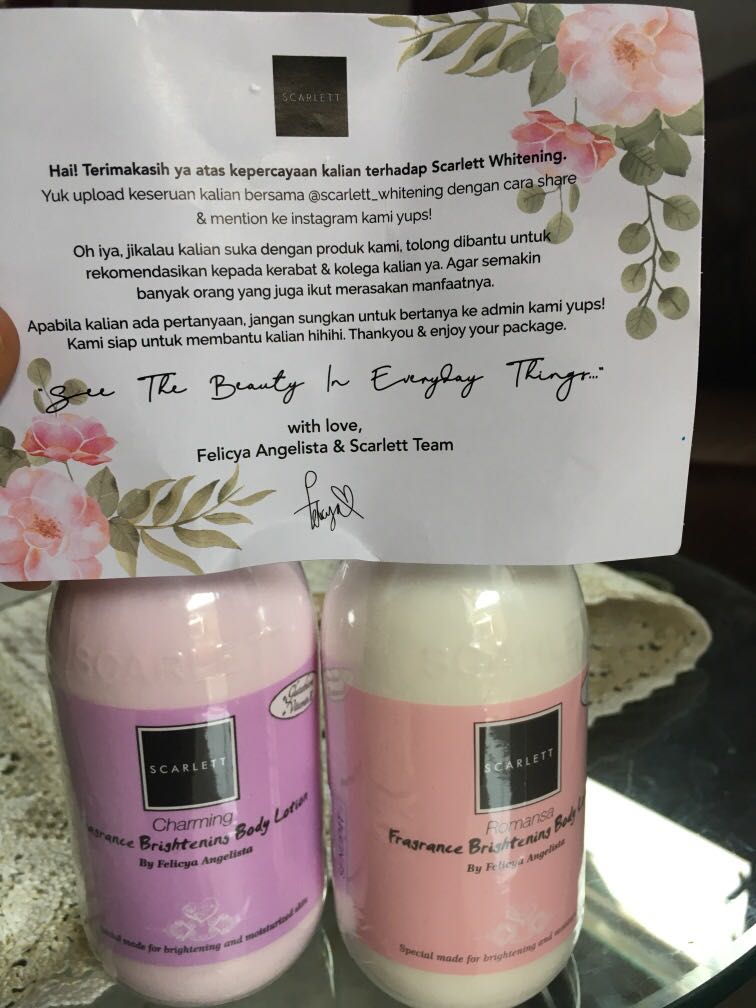 SCARLETT
Hai! Terimakasih ya atas kepercayaan kalian terhadap Scarlett Whitening.
Yuk upload keseruan kalian bersama @scarlett_whitening dengan cara share
& mention ke instagram kami yups!
Oh iya, jikalau kalian suka dengan produk kami, tolong dibantu untuk
rekomendasikan kepada kerabat & kolega kalian ya. Agar semakin
banyak orang yang juga ikut merasakan manfaatnya.
Apabila kalian ada pertanyaan, jangan sungkan untuk bertanya ke admin kami yups!
Kami siap untuk membantu kalian hihihi. Thankyou & enjoy your package.
"See The Beauty In Everyday Things..."
with love,
Felicya Angelista & Scarlett Team
Felicya
SCARLETT
SCARLETT
Charming
Fragrance Brightening Body Lotion
By Felicya Angelista
made for brightening and moisturized skin
SCARLETT
Romansa
Fragrance Brightening Body
By Felicya Angelista
Special made for brightening and